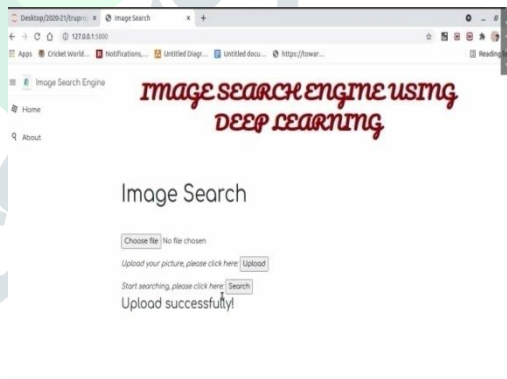 Desktop/2020-21/trupro
Image Search
127.0.0.1:5000
Apps Cricket World... Notifications,... Untitled Diagr... Untitled docu... https://towar... Reading
Image Search Engine
Home
About
IMAGE SEARCH ENGINE USING
DEEP LEARNING
Image Search
Choose file No file chosen
Upload your picture, please click here: Upload
Start searching, please click here: Search
Upload successfully!